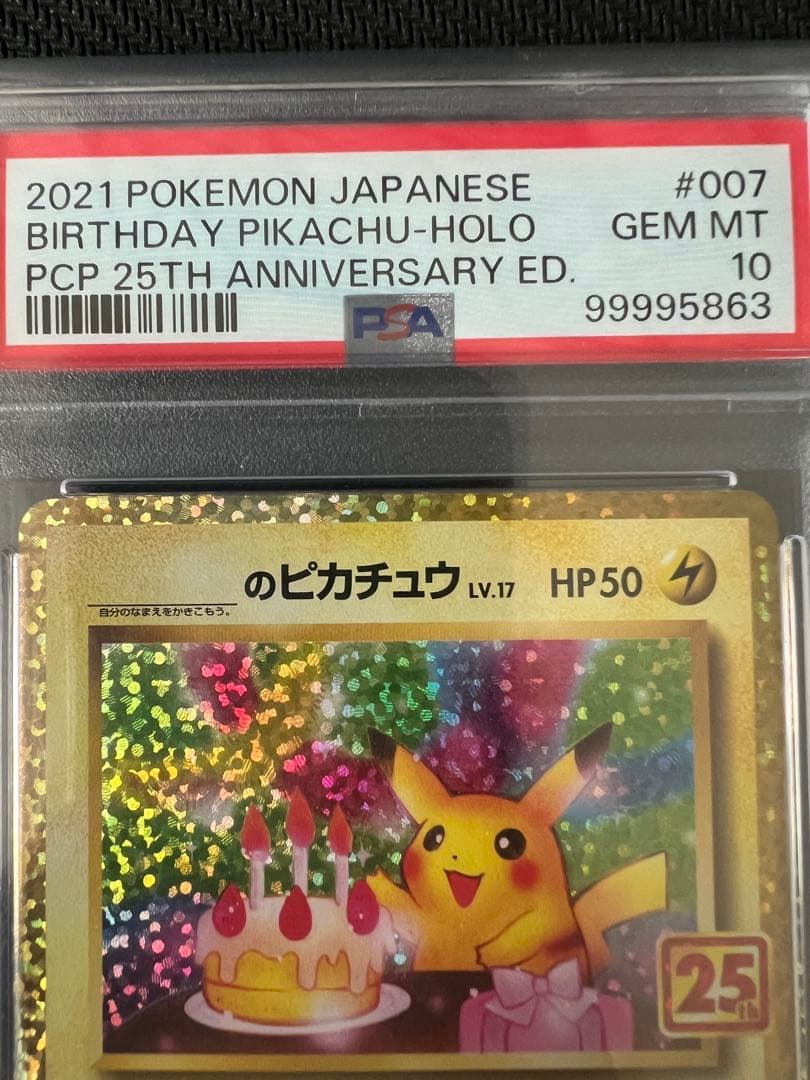 2021 POKEMON JAPANESE #007
BIRTHDAY PIKACHU-HOLO GEM MT
PCP 25TH ANNIVERSARY ED. 10
PSA 99995863
のピカチュウ LV.17 HP50
自分のなまえをかきこもう。
25th